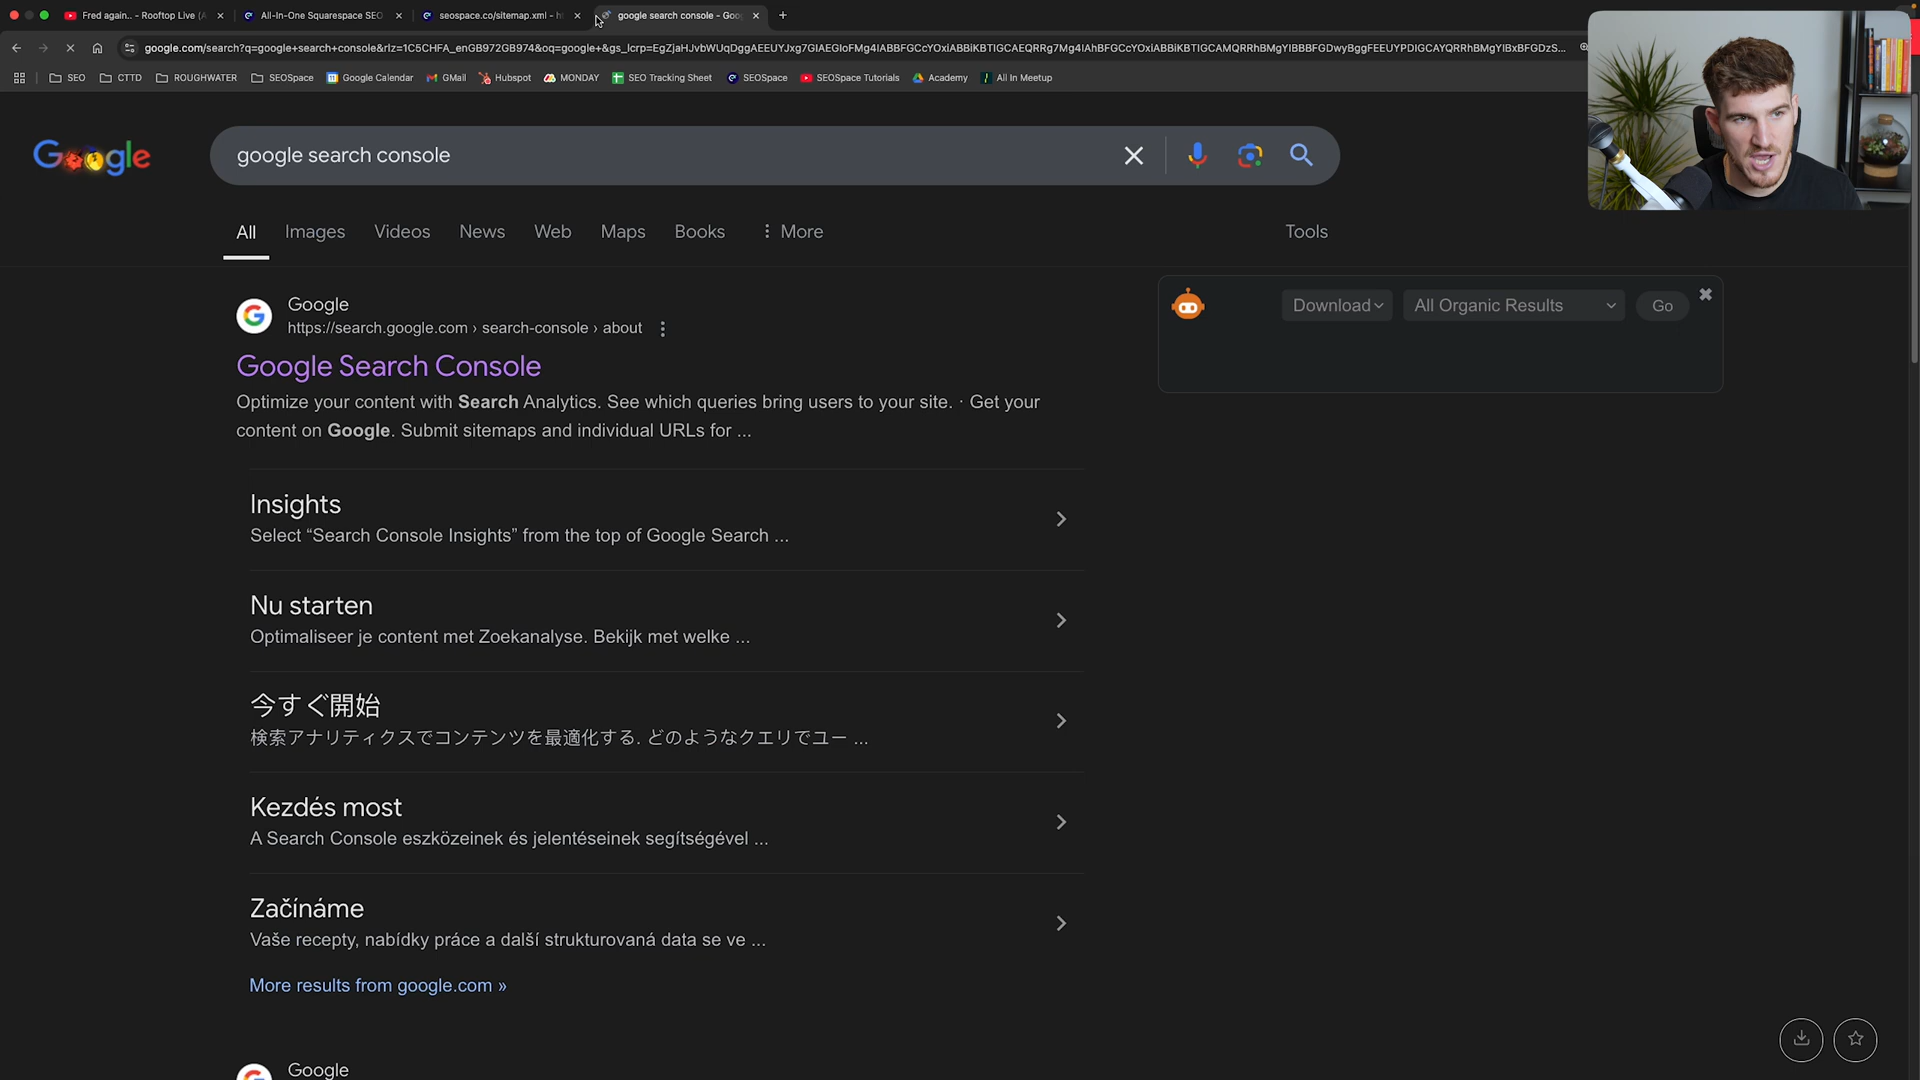 Fred again.. - Rooftop Live (A
All-In-One Squarespace SEO
seospace.co/sitemap.xml - ht
google search console - Goo
google.com/search?q=google+search+console&rlz=1C5CHFA_enGB972GB974&oq=google+&gs_lcrp=
SEO
CTTD
ROUGHWATER
SEOSpace
Google Calendar
GMail
Hubspot
MONDAY
SEO Tracking Sheet
SEOSpace
SEOSpace Tutorials
Academy
All In Meetup
Google
google search console
All
Images
Videos
News
Web
Maps
Books
More
Tools
Google
https://search.google.com › search-console › about
Google Search Console
Optimize your content with Search Analytics. See which queries bring users to your site. · Get your
content on Google. Submit sitemaps and individual URLs for ...
Download
All Organic Results
Go
Insights
Select “Search Console Insights” from the top of Google Search ...
Nu starten
Optimaliseer je content met Zoekanalyse. Bekijk met welke ...
今すぐ開始
検索アナリティクスでコンテンツを最適化する. どのようなクエリでユー ...
Kezdés most
A Search Console eszközeinek és jelentéseinek segítségével ...
Začínáme
Vaše recepty, nabídky práce a další strukturovaná data se ve ...
More results from google.com »
Google